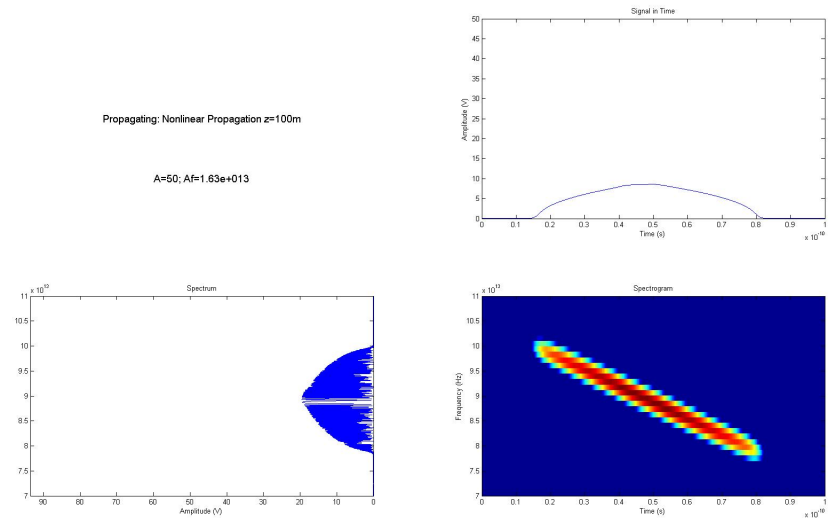 Signal in Time
50
45
40
35
30
25
20
15
10
5
0
Amplitude (V)
0 0.1 0.2 0.3 0.4 0.5 0.6 0.7 0.8 0.9 1
Time (s)
x 10^-10
Propagating: Nonlinear Propagation z=100m
A=50; Af=1.63e+013
Spectrum
x 10^13
11
10.5
10
9.5
9
8.5
8
7.5
7
90 80 70 60 50 40 30 20 10 0
Amplitude (V)
Spectrogram
x 10^13
11
10.5
10
9.5
9
8.5
8
7.5
7
Frequency (Hz)
0 0.1 0.2 0.3 0.4 0.5 0.6 0.7 0.8 0.9 1
Time (s)
x 10^-10